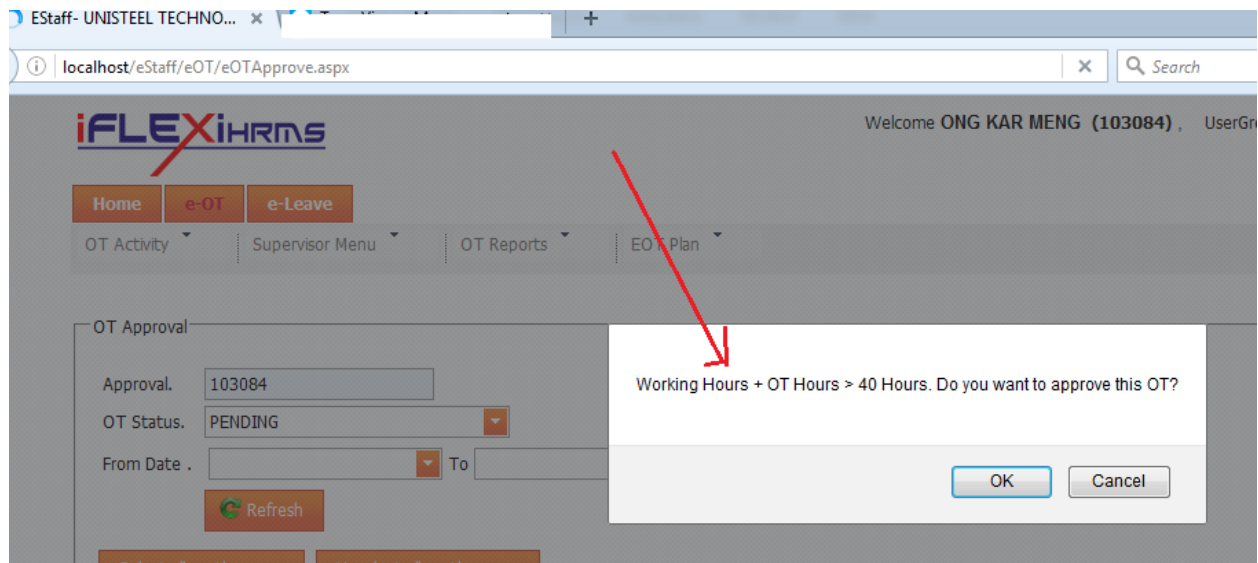 EStaff- UNISTEEL TECHNO... × +
localhost/eStaff/eOT/eOTApprove.aspx × Search
iFLEXiHRMS
Welcome ONG KAR MENG (103084) , UserGr
Home e-OT e-Leave
OT Activity Supervisor Menu OT Reports EOT Plan
OT Approval
Approval. 103084
Working Hours + OT Hours > 40 Hours. Do you want to approve this OT?
OT Status. PENDING
From Date . To
OK Cancel
Refresh